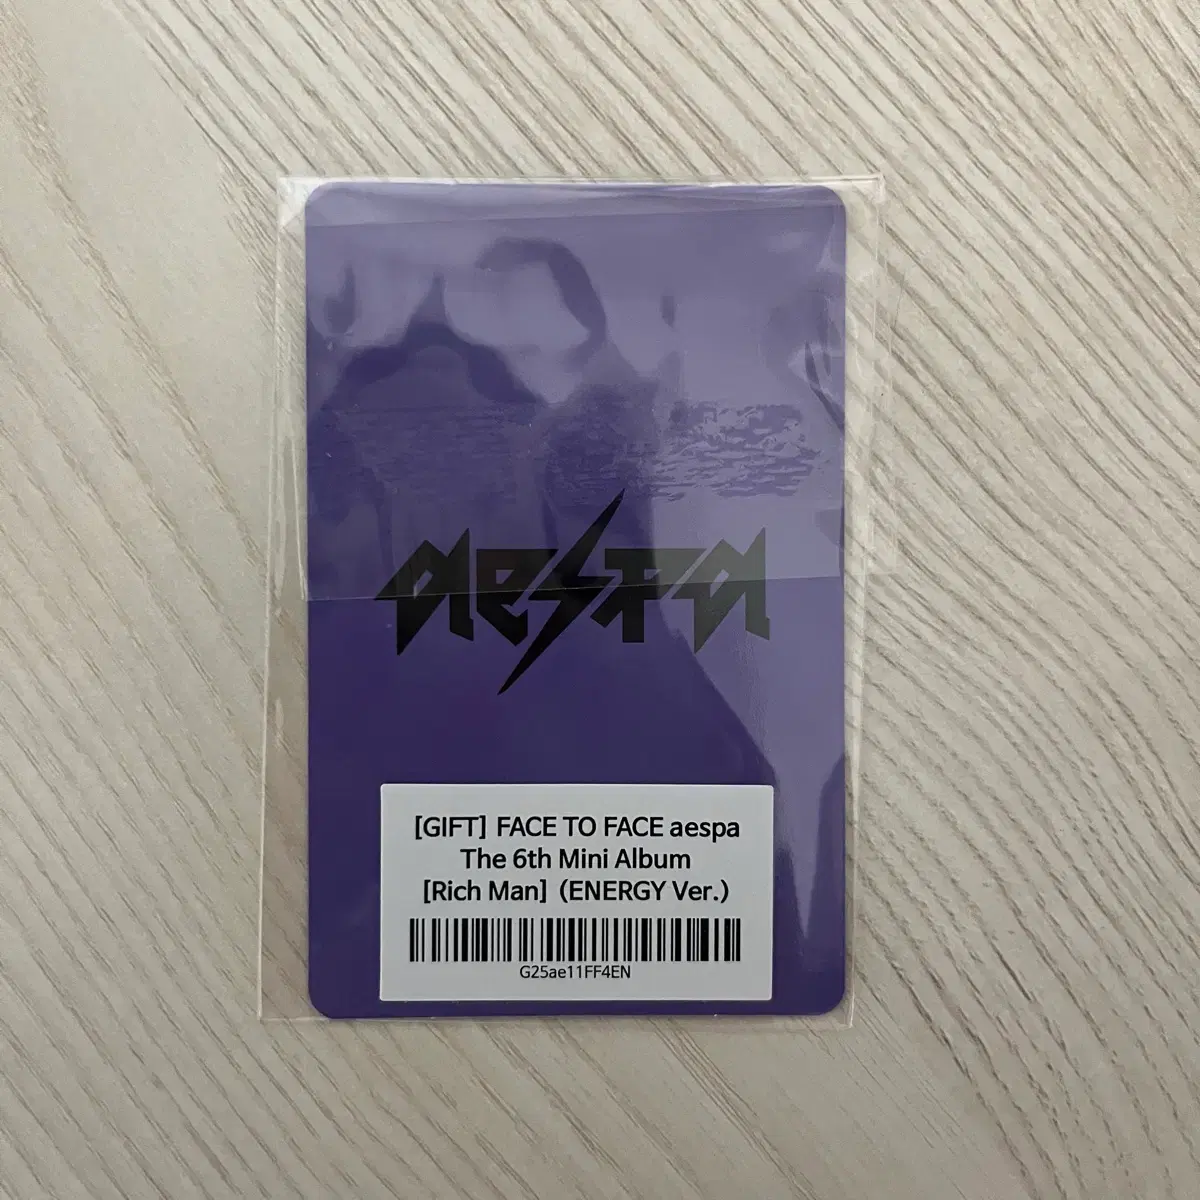 aespa
[GIFT] FACE TO FACE aespa
The 6th Mini Album
[Rich Man] (ENERGY Ver.)
G25ae11FF4EN